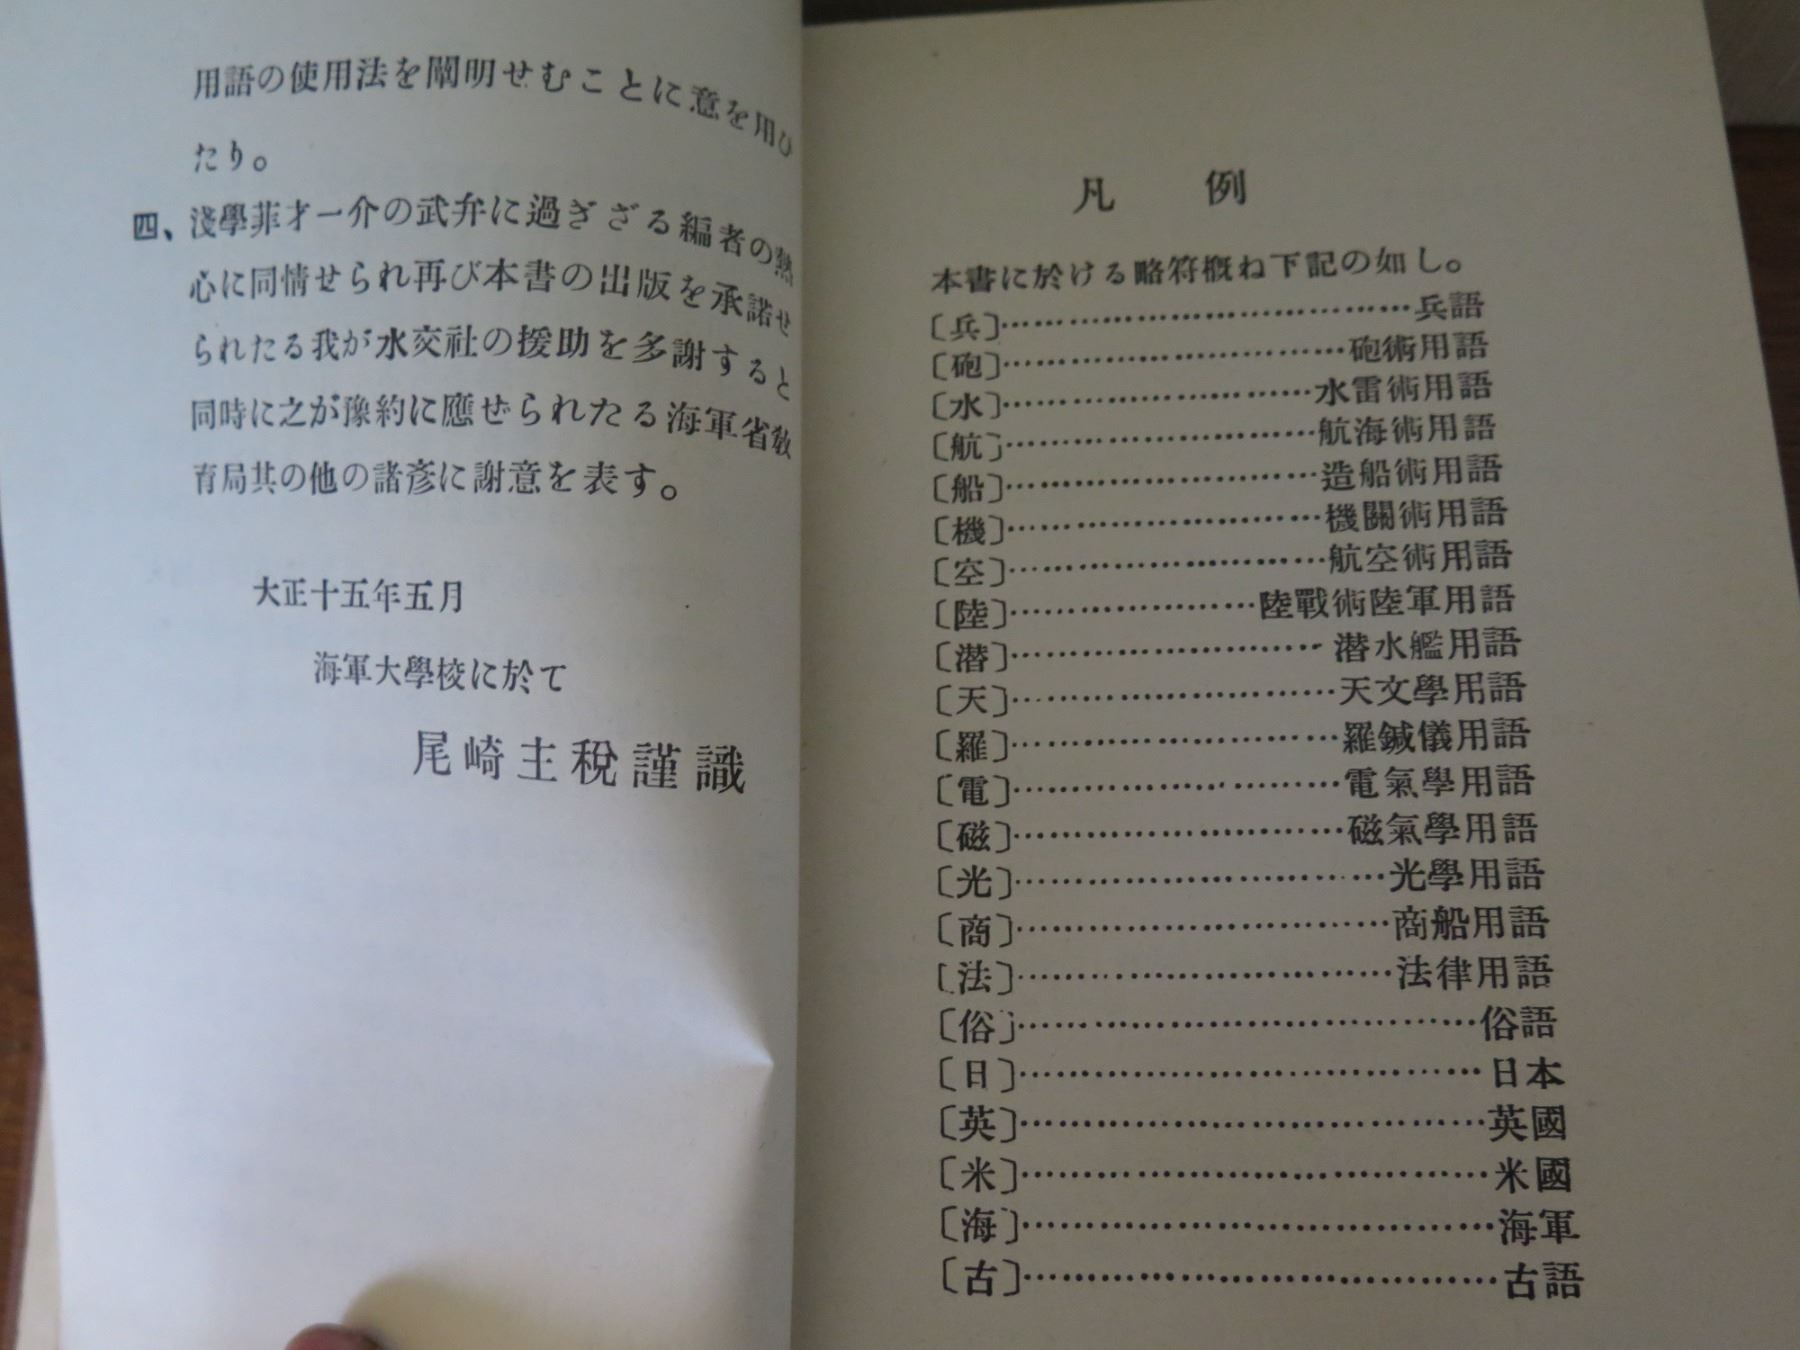 用語の使用法を闡明せむことに意を用ひ
たり。
四、淺學菲才一介の武弁に過ぎざる編者の熱
心に同情せられ再び本書の出版を承諾せ
られたる我が水交社の援助を多謝すると
同時に之が豫約に應ぜられたる海軍省敎
育局其の他の諸彥に謝意を表す。
大正十五年五月
海軍大學校に於て
尾崎主稅謹識
凡 例
本書に於ける略符槪ね下記の如し。
〔兵〕……………………………兵語
〔砲〕……………………………砲術用語
〔水〕……………………………水雷術用語
〔航〕……………………………航海術用語
〔船〕……………………………造船術用語
〔機〕……………………………機關術用語
〔空〕……………………………航空術用語
〔陸〕……………………………陸戰術陸軍用語
〔潜〕……………………………潜水艦用語
〔天〕……………………………天文學用語
〔羅〕……………………………羅鍼儀用語
〔電〕……………………………電氣學用語
〔磁〕……………………………磁氣學用語
〔光〕……………………………光學用語
〔商〕……………………………商船用語
〔法〕……………………………法律用語
〔俗〕……………………………俗語
〔日〕……………………………日本
〔英〕……………………………英國
〔米〕……………………………米國
〔海〕……………………………海軍
〔古〕……………………………古語